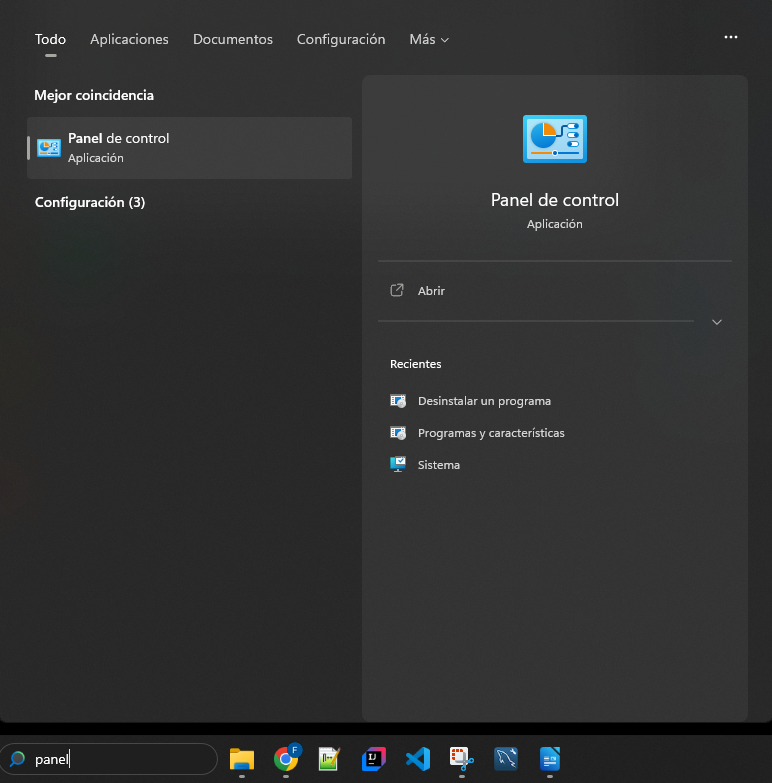 Todo Aplicaciones Documentos Configuración Más
Mejor coincidencia
Panel de control
Aplicación
Configuración (3)
Panel de control
Aplicación
Abrir
Recientes
Desinstalar un programa
Programas y características
Sistema
panel
F
IJ